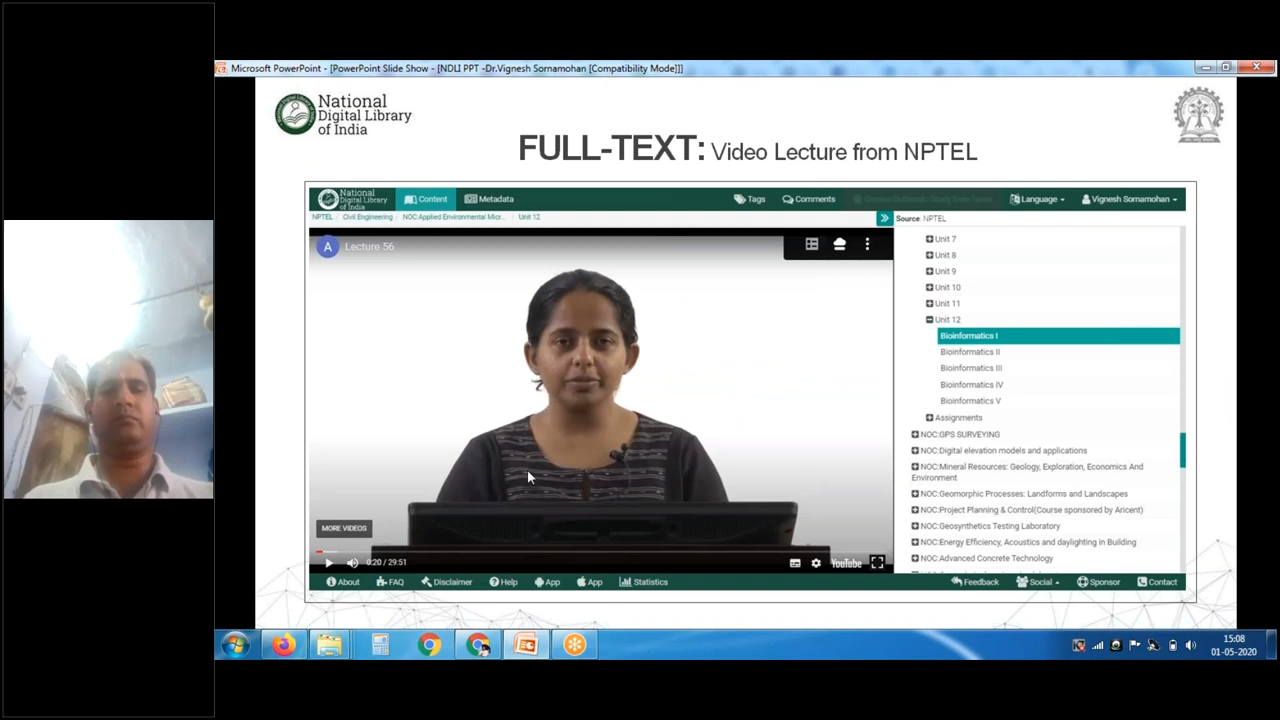 Microsoft PowerPoint - [PowerPoint Slide Show - [NDLI PPT -Dr.Vignesh Sornamohan [Compatibility Mode]]]
National
Digital Library
of India
FULL-TEXT: Video Lecture from NPTEL
National
Digital Library
of India
Content
Metadata
Tags
Comments
Language
Vignesh Sornamohan
NPTEL / Civil Engineering / NOC:Applied Environmental Micr... / Unit 12
Source: NPTEL
A Lecture 56
Unit 7
Unit 8
Unit 9
Unit 10
Unit 11
Unit 12
Bioinformatics I
Bioinformatics II
Bioinformatics III
Bioinformatics IV
Bioinformatics V
Assignments
NOC:GPS SURVEYING
NOC:Digital elevation models and applications
NOC:Mineral Resources: Geology, Exploration, Economics And
Environment
NOC:Geomorphic Processes: Landforms and Landscapes
NOC:Project Planning & Control(Course sponsored by Aricent)
NOC:Geosynthetics Testing Laboratory
NOC:Energy Efficiency, Acoustics and daylighting in Building
NOC:Advanced Concrete Technology
MORE VIDEOS
0:20 / 29:51
YouTube
About FAQ Disclaimer Help App App Statistics
Feedback Social Sponsor Contact
15:08
01-05-2020